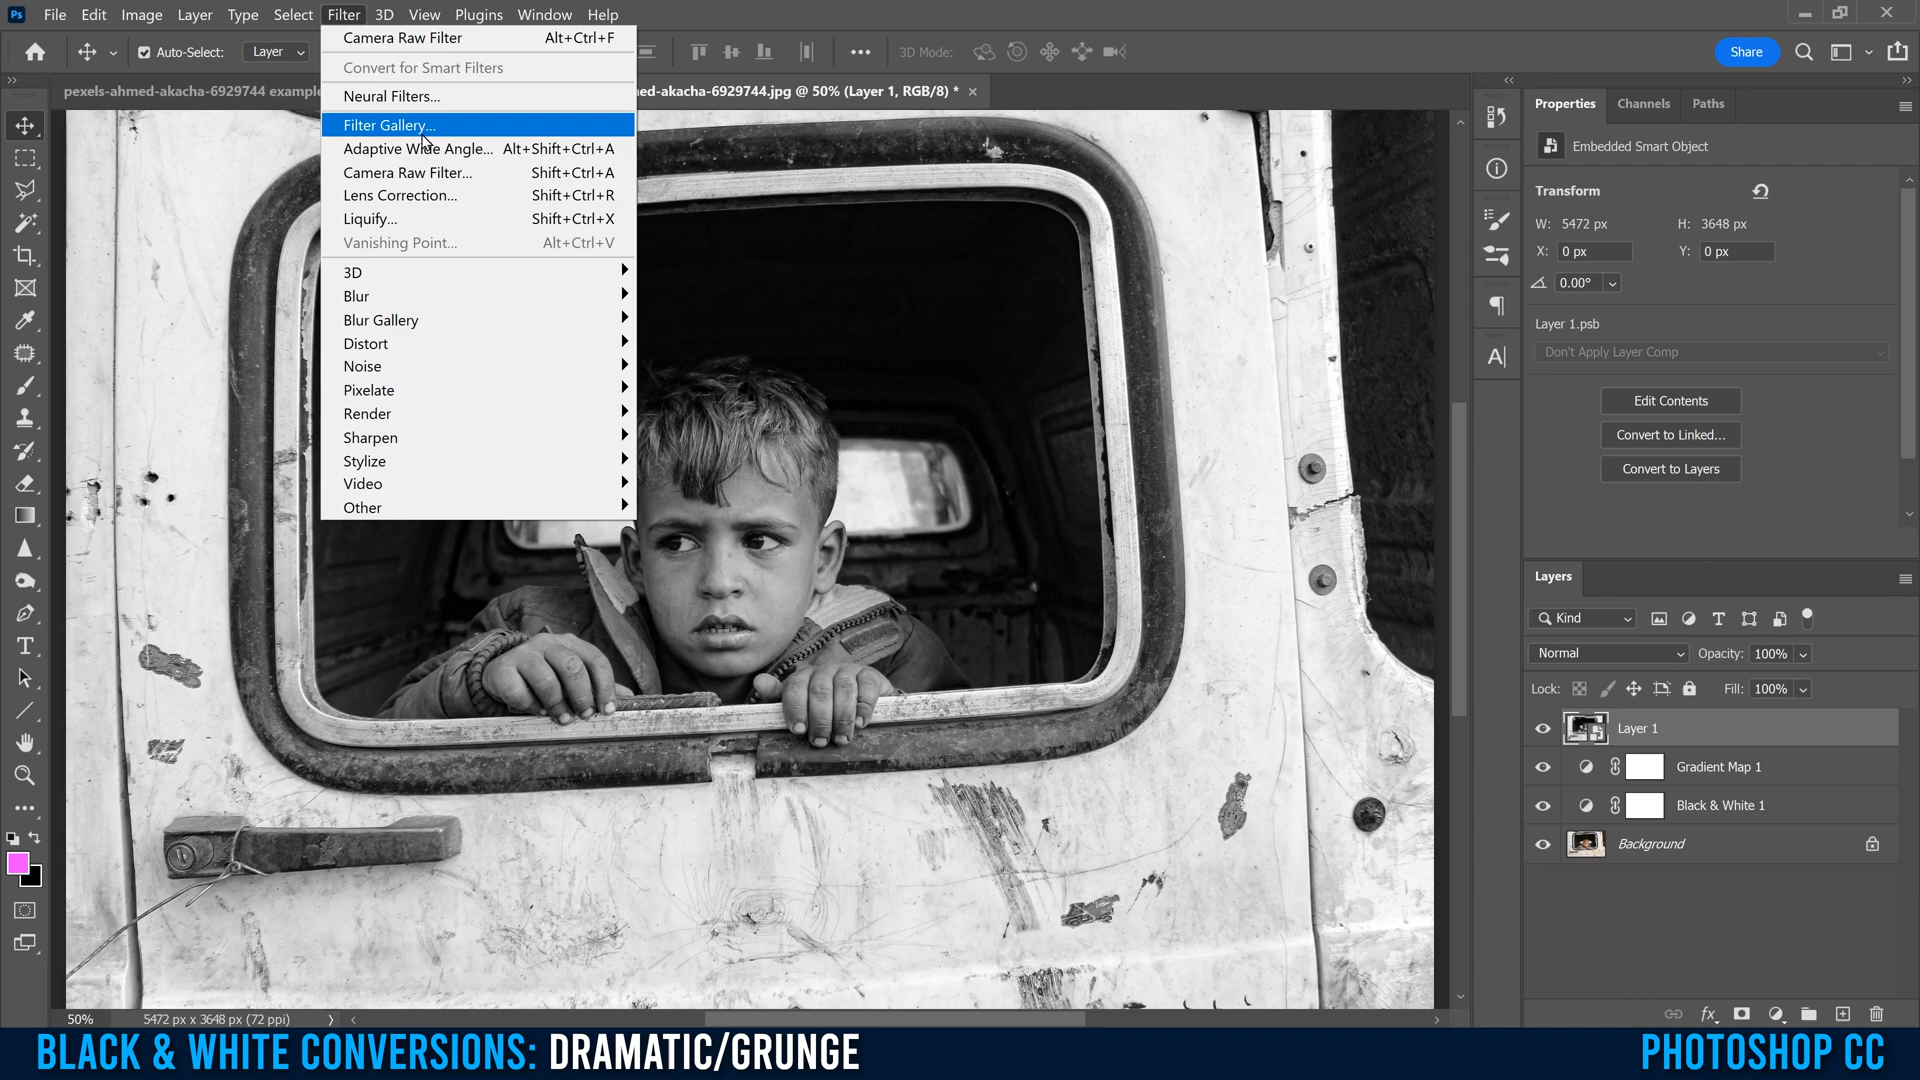 Ps File Edit Image Layer Type Select Filter 3D View Plugins Window Help
Auto-Select: Layer 3D Mode: Share
pexels-ahmed-akacha-6929744 example
ed-akacha-6929744.jpg @ 50% (Layer 1, RGB/8) *
Camera Raw Filter Alt+Ctrl+F
Convert for Smart Filters
Neural Filters...
Filter Gallery...
Adaptive Wide Angle... Alt+Shift+Ctrl+A
Camera Raw Filter... Shift+Ctrl+A
Lens Correction... Shift+Ctrl+R
Liquify... Shift+Ctrl+X
Vanishing Point... Alt+Ctrl+V
3D
Blur
Blur Gallery
Distort
Noise
Pixelate
Render
Sharpen
Stylize
Video
Other
Properties Channels Paths
Embedded Smart Object
Transform
W: 5472 px H: 3648 px
X: 0 px Y: 0 px
0.00°
Layer 1.psb
Don't Apply Layer Comp
Edit Contents
Convert to Linked...
Convert to Layers
Layers
Kind
Normal Opacity: 100%
Lock: Fill: 100%
Layer 1
Gradient Map 1
Black & White 1
Background
50% 5472 px x 3648 px (72 ppi)
BLACK & WHITE CONVERSIONS: DRAMATIC/GRUNGE
PHOTOSHOP CC